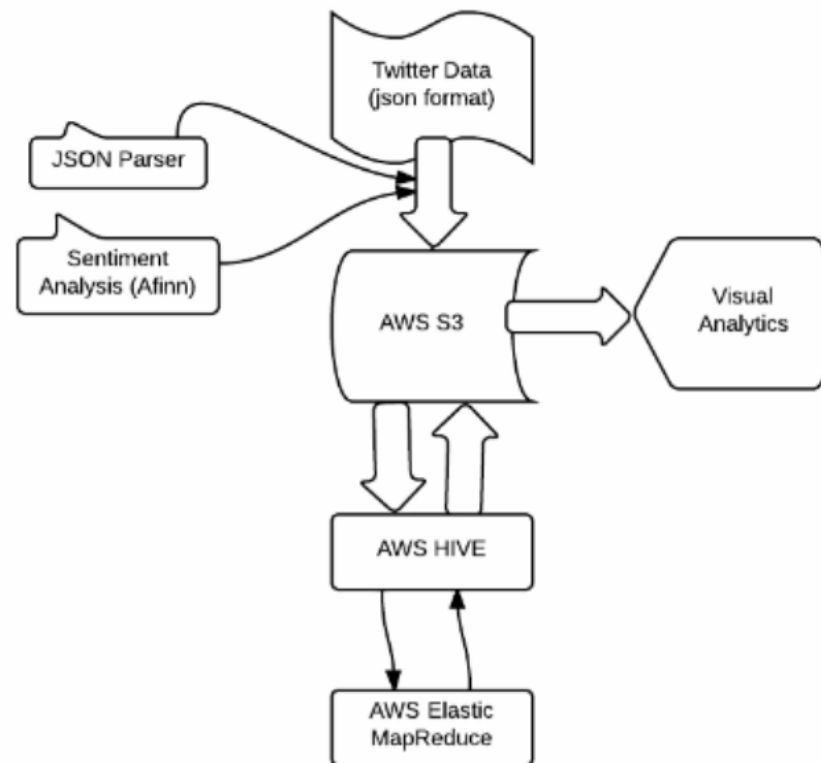 Twitter Data
(json format)
JSON Parser
Sentiment
Analysis (Afinn)
AWS S3
Visual
Analytics
AWS HIVE
AWS Elastic
MapReduce